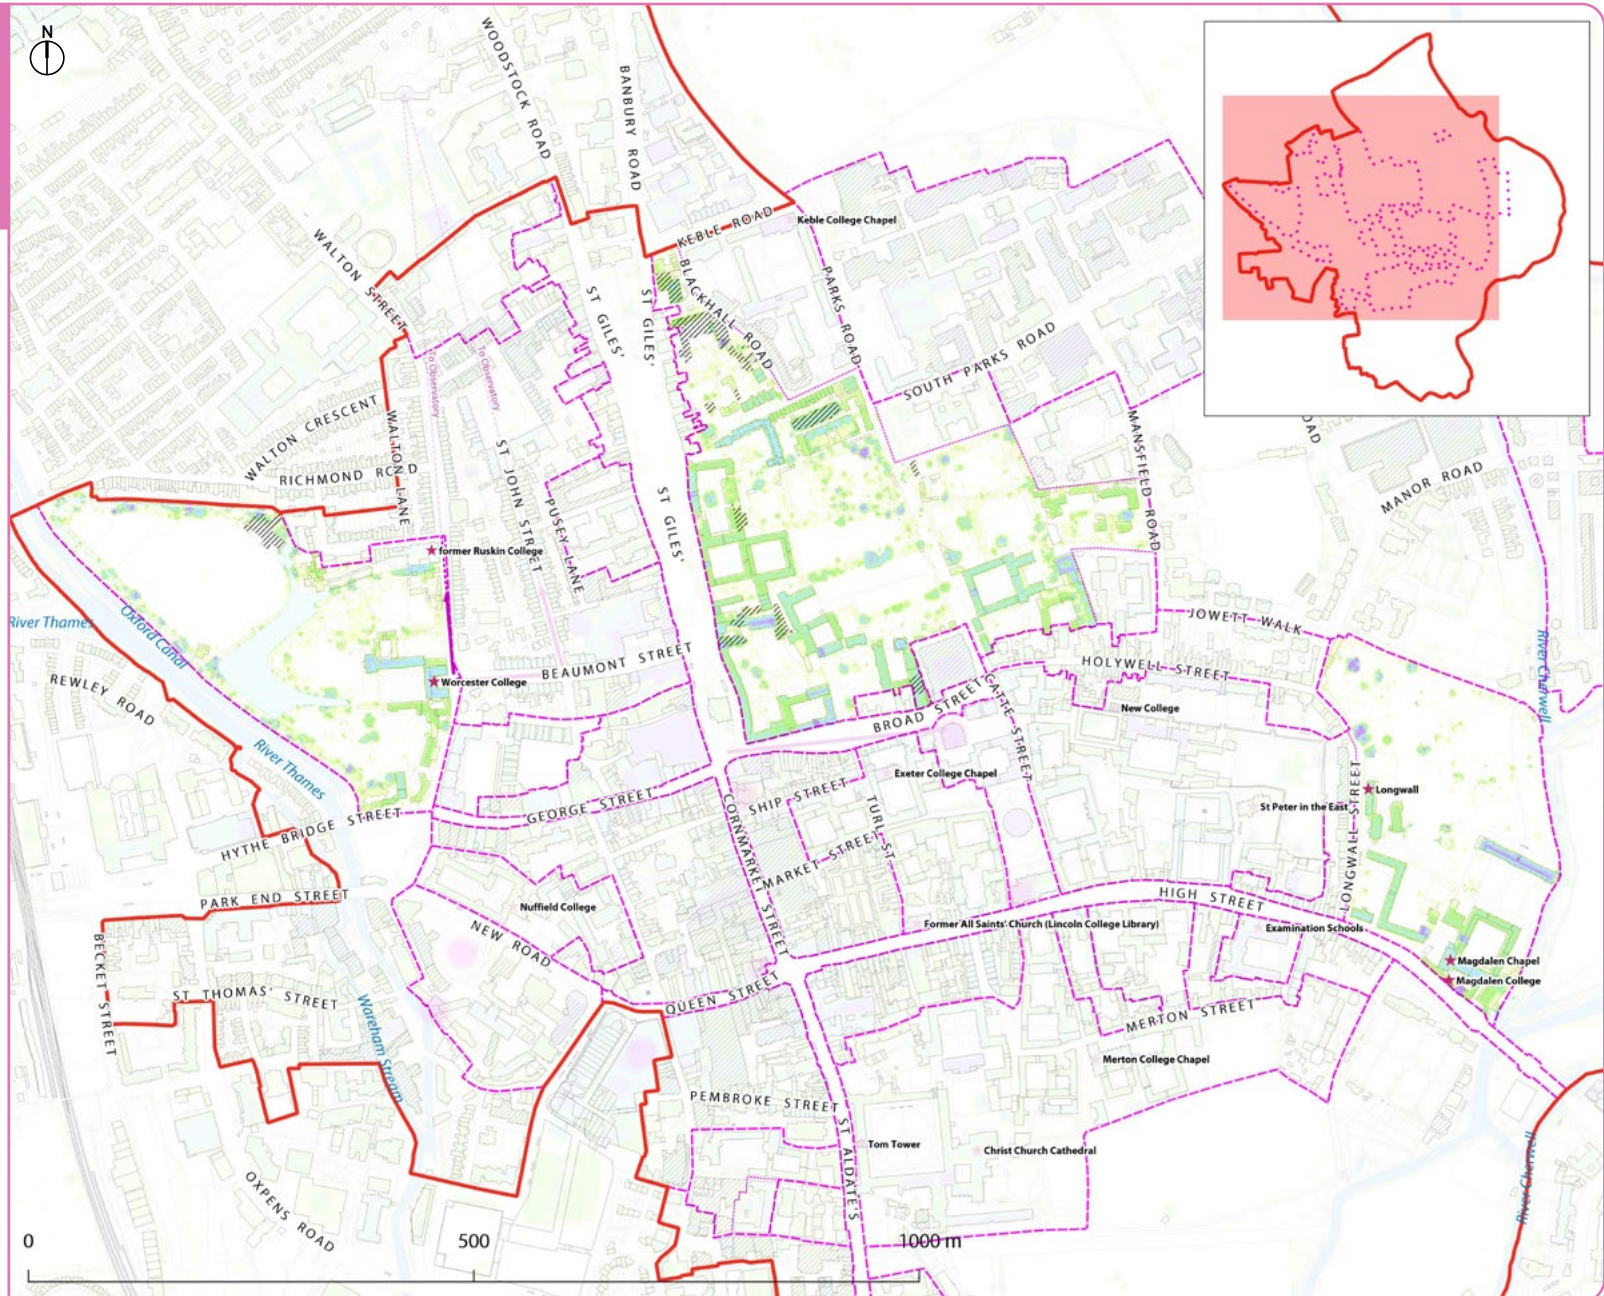 N
WOODSTOCK ROAD
BANBURY ROAD
KEBLE ROAD
Keble College Chapel
WALTON STREET
BLACKHALL ROAD
PARKS ROAD
ST GILES'
ST GILES'
SOUTH PARKS ROAD
To Observatory
To Observatory
WALTON CRESCENT
WALTON LANE
RICHMOND ROAD
MANSFIELD ROAD
OAD
MANOR ROAD
ST JOHN STREET
PUSEY LANE
ST GILES'
former Ruskin College
River Thames
Oxford Canal
JOWETT WALK
River Cherwell
BEAUMONT STREET
HOLYWELL STREET
REWLEY ROAD
Worcester College
BROAD STREET
CATTE STREET
New College
River Thames
Exeter College Chapel
Longwall
GEORGE STREET
SHIP STREET
TURL ST
St Peter in the East
LONGWALL STREET
HYTHE BRIDGE STREET
CORNMARKET STREET
MARKET STREET
PARK END STREET
HIGH STREET
Nuffield College
Former All Saints' Church (Lincoln College Library)
Examination Schools
BECKET STREET
NEW ROAD
Magdalen Chapel
Magdalen College
ST THOMAS' STREET
QUEEN STREET
MERTON STREET
Wareham Stream
Merton College Chapel
PEMBROKE STREET
ST ALDATE'S
Tom Tower
Christ Church Cathedral
River Cherwell
OXPENS ROAD
0 500 1000 m